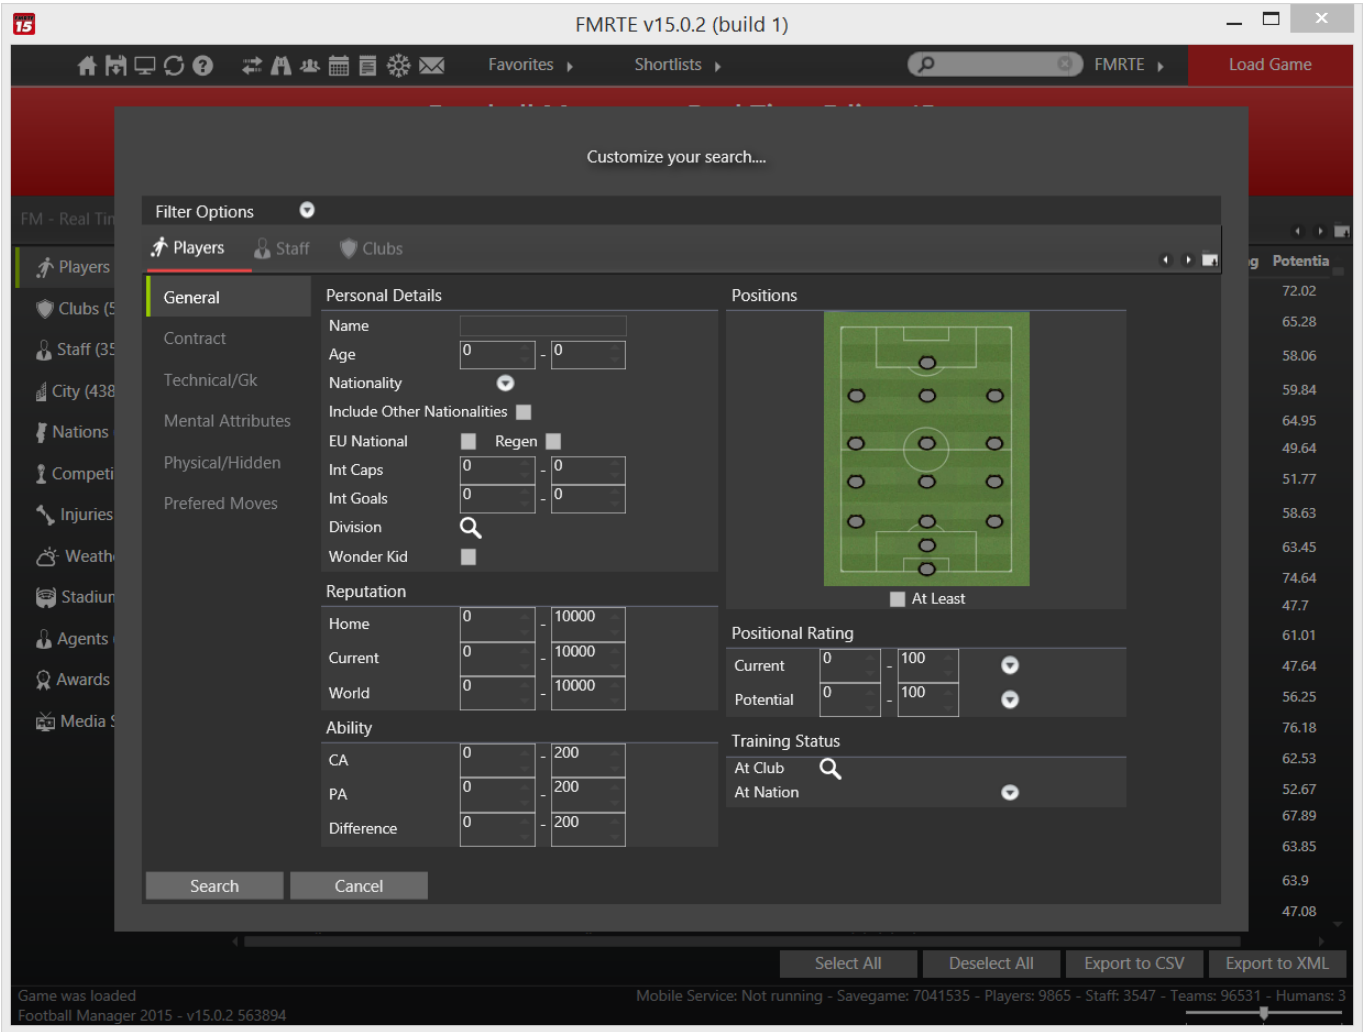 FMRTE 15
FMRTE v15.0.2 (build 1)
Favorites
Shortlists
FMRTE
Load Game
Customize your search....
FM - Real Tim
Filter Options
Players
Staff
Clubs
Players
Clubs (5
Staff (35
City (438
Nations
Competi
Injuries
Weath
Stadiur
Agents
Awards
Media S
General
Contract
Technical/Gk
Mental Attributes
Physical/Hidden
Prefered Moves
Personal Details
Name
Age 0 - 0
Nationality
Include Other Nationalities
EU National Regen
Int Caps 0 - 0
Int Goals 0 - 0
Division
Wonder Kid
Reputation
Home 0 - 10000
Current 0 - 10000
World 0 - 10000
Ability
CA 0 - 200
PA 0 - 200
Difference 0 - 200
Positions
At Least
Positional Rating
Current 0 - 100
Potential 0 - 100
Training Status
At Club
At Nation
Search
Cancel
g Potentia
72.02
65.28
58.06
59.84
64.95
49.64
51.77
58.63
63.45
74.64
47.7
61.01
47.64
56.25
76.18
62.53
52.67
67.89
63.85
63.9
47.08
Select All
Deselect All
Export to CSV
Export to XML
Game was loaded
Mobile Service: Not running - Savegame: 7041535 - Players: 9865 - Staff: 3547 - Teams: 96531 - Humans: 3
Football Manager 2015 - v15.0.2 563894